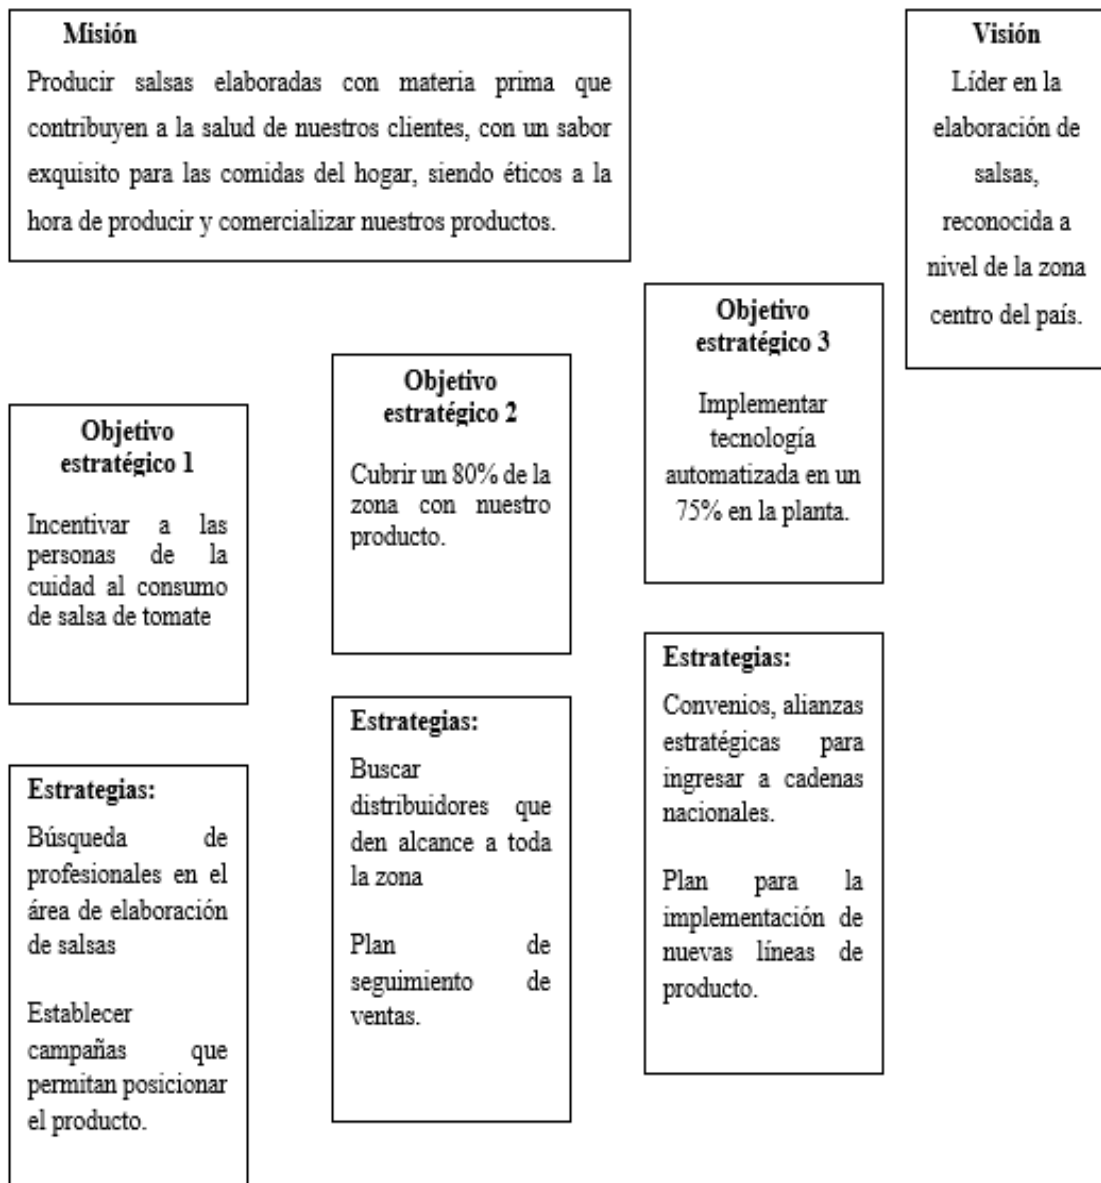 Misión
Producir salsas elaboradas con materia prima que
contribuyen a la salud de nuestros clientes, con un sabor
exquisito para las comidas del hogar, siendo éticos a la
hora de producir y comercializar nuestros productos.
Visión
Líder en la
elaboración de
salsas,
reconocida a
nivel de la zona
centro del país.
Objetivo
estratégico 1
Incentivar a las
personas de la
cuidad al consumo
de salsa de tomate
Estrategias:
Búsqueda de
profesionales en el
área de elaboración
de salsas
Establecer
campañas que
permitan posicionar
el producto.
Objetivo
estratégico 2
Cubrir un 80% de la
zona con nuestro
producto.
Estrategias:
Buscar
distribuidores que
den alcance a toda
la zona
Plan de
seguimiento de
ventas.
Objetivo
estratégico 3
Implementar
tecnología
automatizada en un
75% en la planta.
Estrategias:
Convenios, alianzas
estratégicas para
ingresar a cadenas
nacionales.
Plan para la
implementación de
nuevas líneas de
producto.